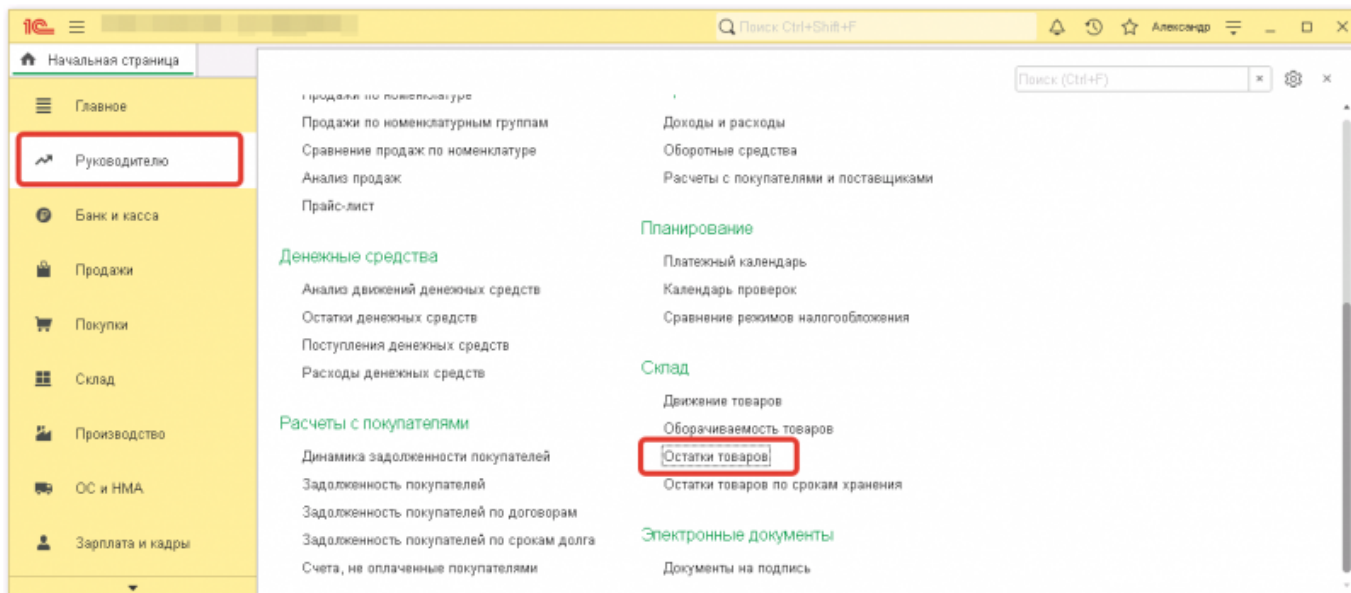 1С
Поиск Ctrl+Shift+F
Александр
Начальная страница
Поиск (Ctrl+F)
Главное
Руководителю
Банк и касса
Продажи
Покупки
Склад
Производство
ОС и НМА
Зарплата и кадры
Продажи по номенклатуре
Продажи по номенклатурным группам
Сравнение продаж по номенклатуре
Анализ продаж
Прайс-лист
Денежные средства
Анализ движений денежных средств
Остатки денежных средств
Поступления денежных средств
Расходы денежных средств
Расчеты с покупателями
Динамика задолженности покупателей
Задолженность покупателей
Задолженность покупателей по договорам
Задолженность покупателей по срокам долга
Счета, не оплаченные покупателями
Доходы и расходы
Оборотные средства
Расчеты с покупателями и поставщиками
Планирование
Платежный календарь
Календарь проверок
Сравнение режимов налогообложения
Склад
Движение товаров
Оборачиваемость товаров
Остатки товаров
Остатки товаров по срокам хранения
Электронные документы
Документы на подпись